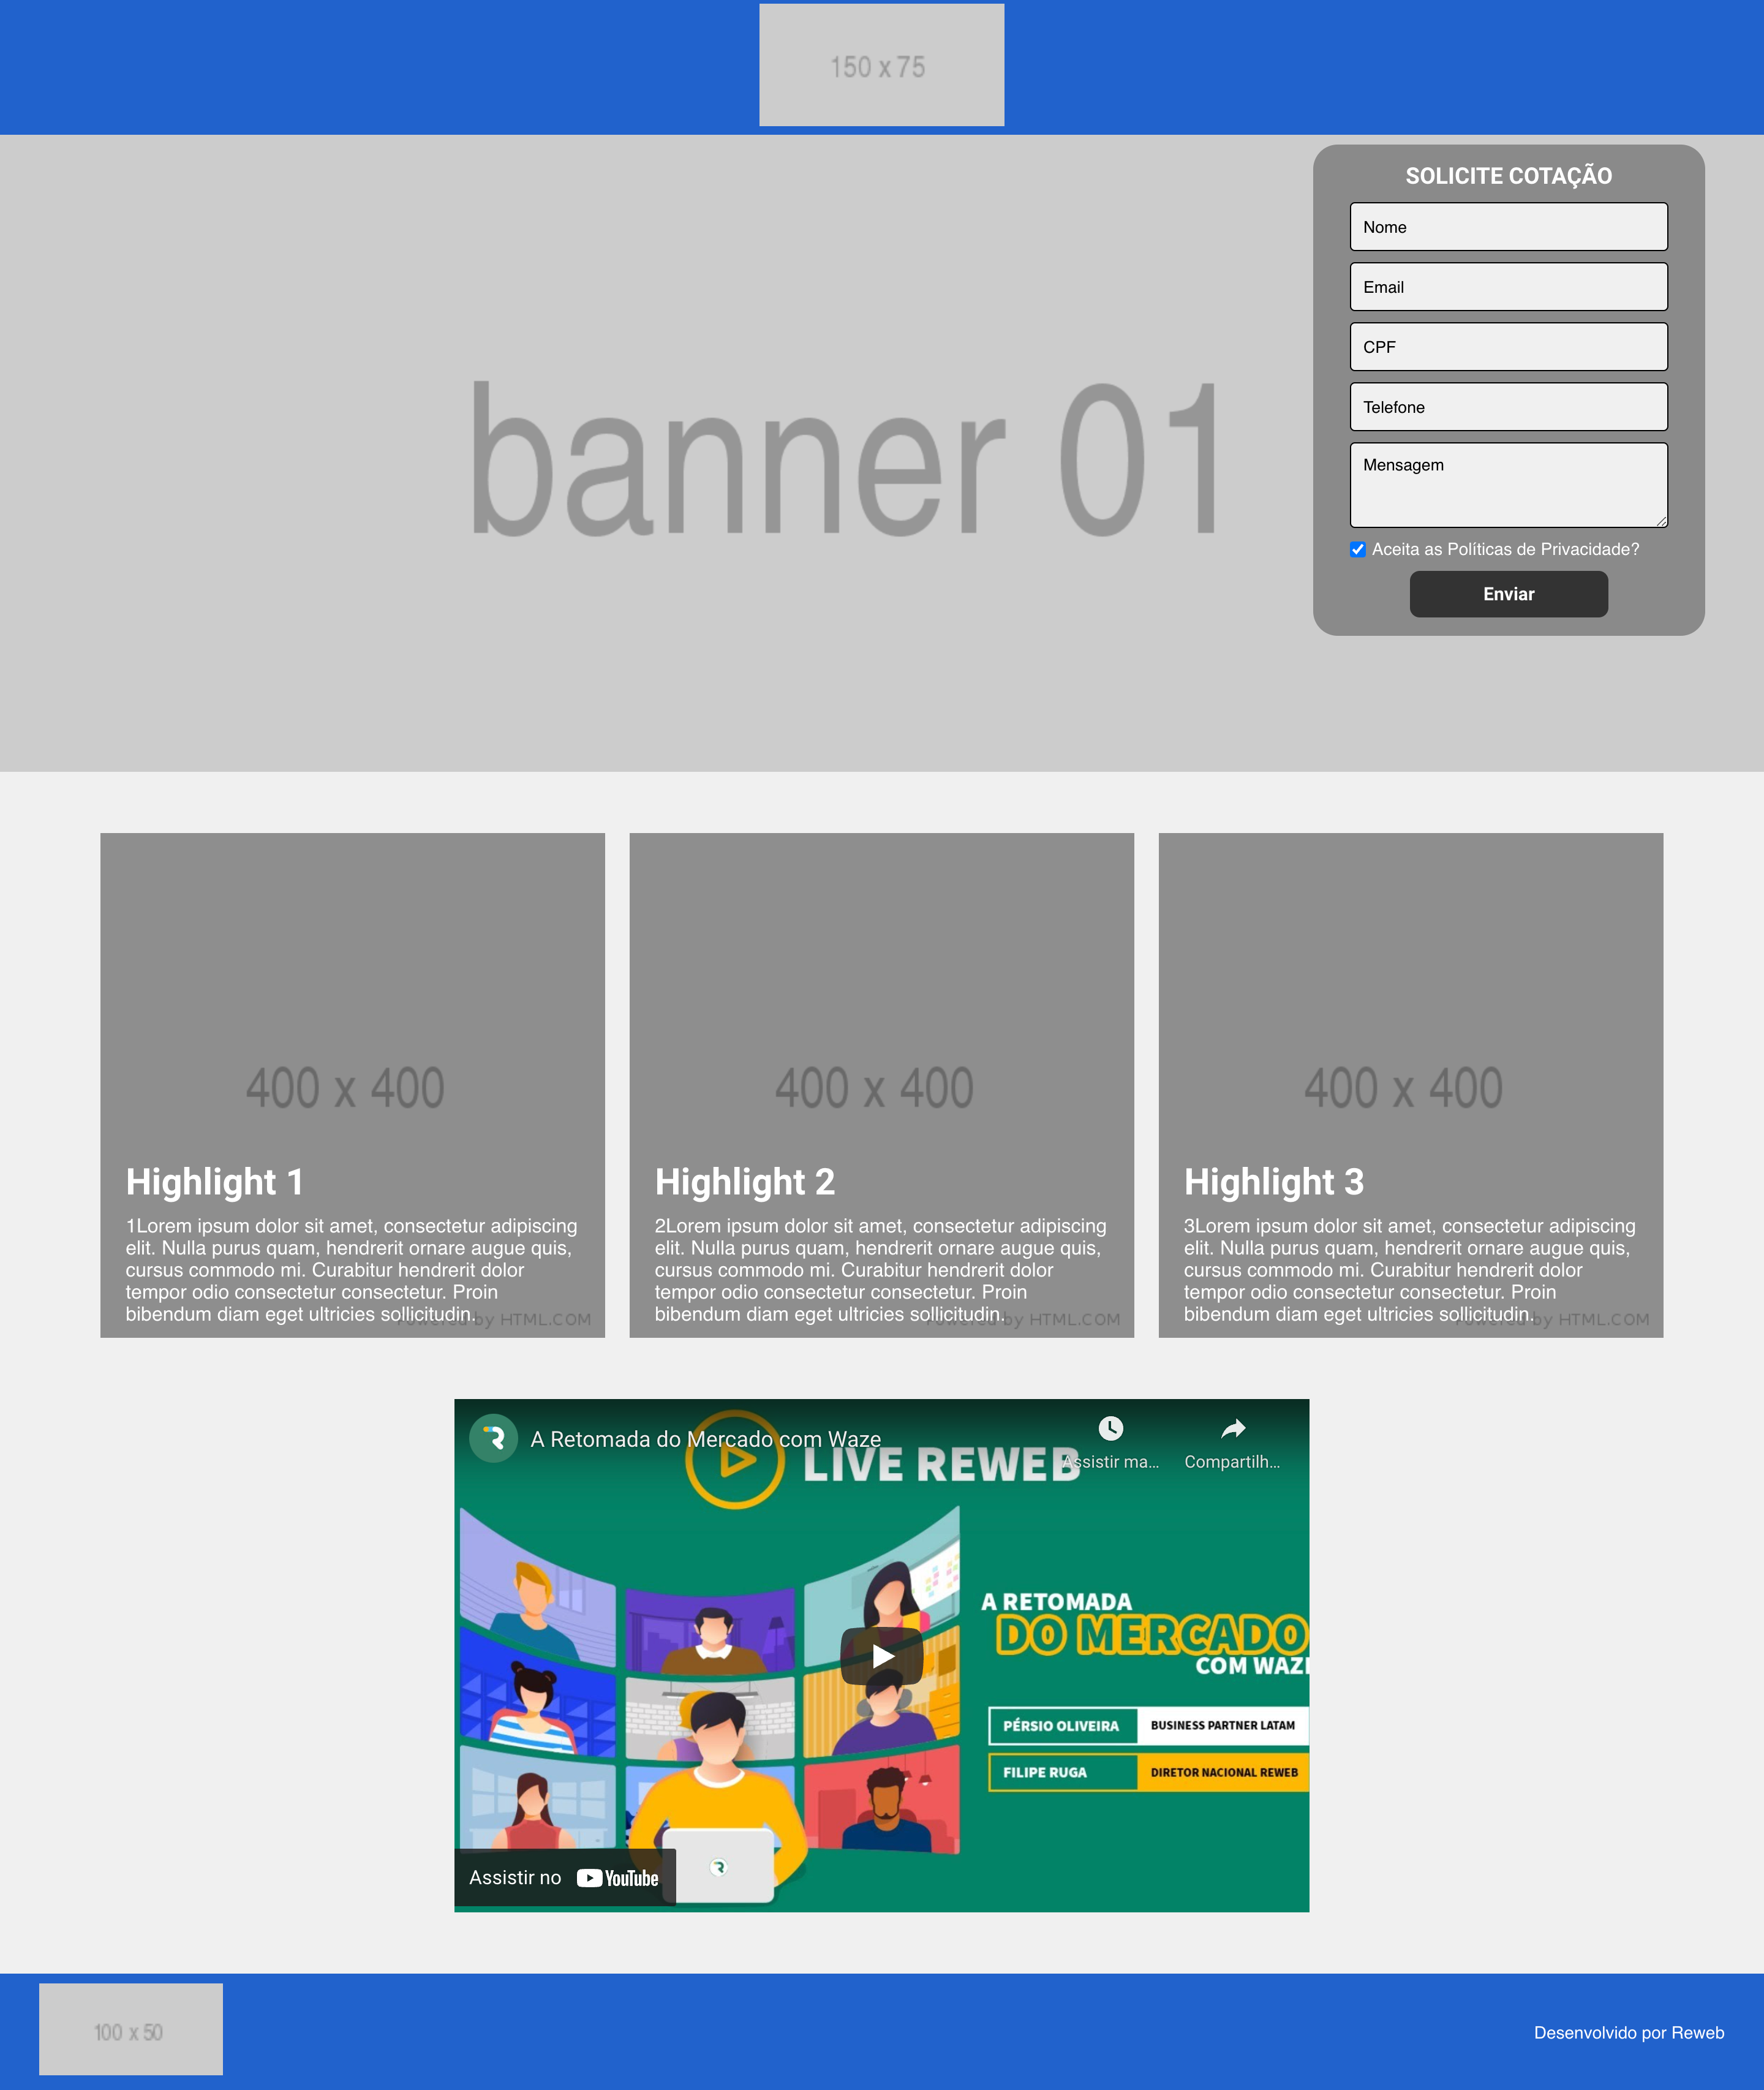 150 x 75
banner 01
SOLICITE COTAÇÃO
Nome
Email
CPF
Telefone
Mensagem
Aceita as Políticas de Privacidade?
Enviar
400 x 400
Highlight 1
1Lorem ipsum dolor sit amet, consectetur adipiscing
elit. Nulla purus quam, hendrerit ornare augue quis,
cursus commodo mi. Curabitur hendrerit dolor
tempor odio consectetur consectetur. Proin
bibendum diam eget ultricies sollicitudin.
Powered by HTML.COM
400 x 400
Highlight 2
2Lorem ipsum dolor sit amet, consectetur adipiscing
elit. Nulla purus quam, hendrerit ornare augue quis,
cursus commodo mi. Curabitur hendrerit dolor
tempor odio consectetur consectetur. Proin
bibendum diam eget ultricies sollicitudin.
Powered by HTML.COM
400 x 400
Highlight 3
3Lorem ipsum dolor sit amet, consectetur adipiscing
elit. Nulla purus quam, hendrerit ornare augue quis,
cursus commodo mi. Curabitur hendrerit dolor
tempor odio consectetur consectetur. Proin
bibendum diam eget ultricies sollicitudin.
Powered by HTML.COM
A Retomada do Mercado com Waze
LIVE REWEB
Assistir ma...
Compartilh...
A RETOMADA
DO MERCADO
COM WAZE
PÉRSIO OLIVEIRA BUSINESS PARTNER LATAM
FILIPE RUGA DIRETOR NACIONAL REWEB
Assistir no YouTube
100 x 50
Desenvolvido por Reweb